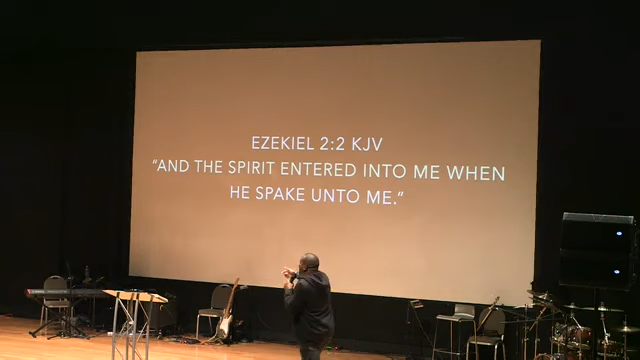 EZEKIEL 2:2 KJV
"AND THE SPIRIT ENTERED INTO ME WHEN
HE SPAKE UNTO ME."